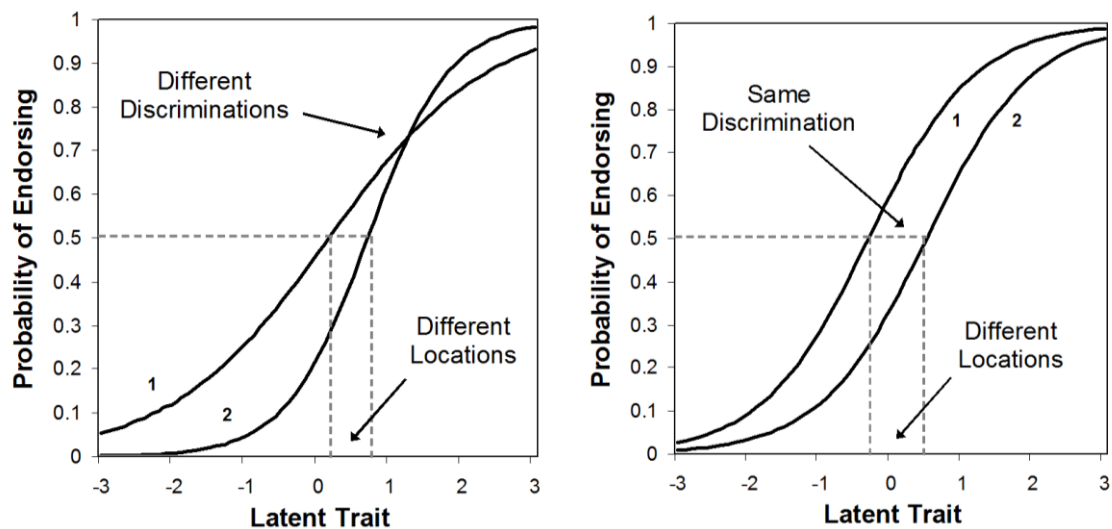 1
0.9
0.8
0.7
0.6
0.5
0.4
0.3
0.2
0.1
0
Probability of Endorsing
Different
Discriminations
Different
Locations
1
2
-3 -2 -1 0 1 2 3
Latent Trait
1
0.9
0.8
0.7
0.6
0.5
0.4
0.3
0.2
0.1
0
Probability of Endorsing
Same
Discrimination
1 2
Different
Locations
-3 -2 -1 0 1 2 3
Latent Trait